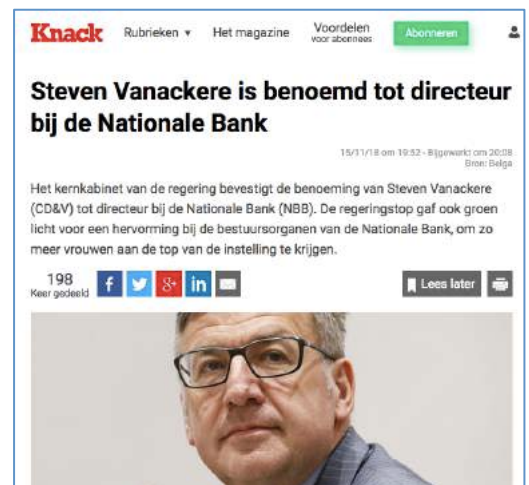 Knack
Rubrieken ▾ Het magazine Voordelen voor abonnees Abonneren
Steven Vanackere is benoemd tot directeur
bij de Nationale Bank
15/11/18 om 19:52 - Bijgewerkt om 20:08
Bron: Belga
Het kernkabinet van de regering bevestigt de benoeming van Steven Vanackere
(CD&V) tot directeur bij de Nationale Bank (NBB). De regeringstop gaf ook groen
licht voor een hervorming bij de bestuursorganen van de Nationale Bank, om zo
meer vrouwen aan de top van de instelling te krijgen.
198
Keer gedeeld
f
g+
in
Lees later